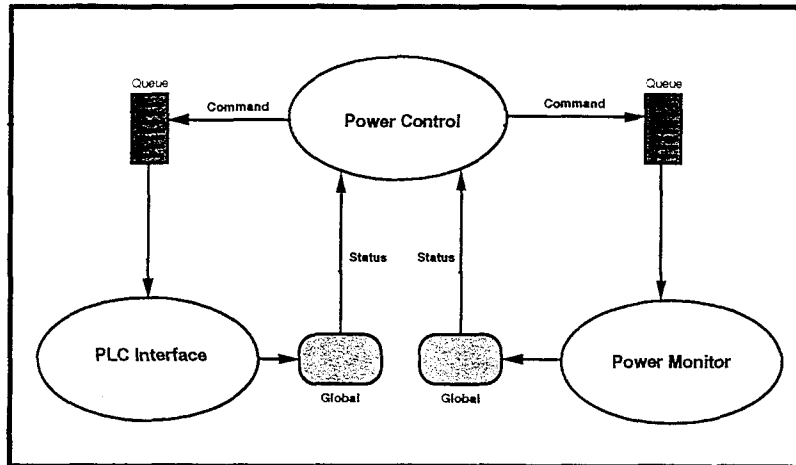 Queue
Queue
Command
Command
Power Control
Status
Status
PLC Interface
Power Monitor
Global
Global